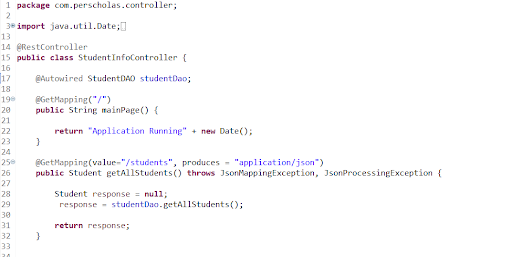 1 package com.perscholas.controller;
2
3 import java.util.Date;
13
14 @RestController
15 public class StudentInfoController {
16
17 @Autowired StudentDAO studentDao;
18
19 @GetMapping("/")
20 public String mainPage() {
21
22 return "Application Running" + new Date();
23 }
24
25 @GetMapping(value="/students", produces = "application/json")
26 public Student getAllStudents() throws JsonMappingException, JsonProcessingException {
27
28 Student response = null;
29 response = studentDao.getAllStudents();
30
31 return response;
32 }
33
34